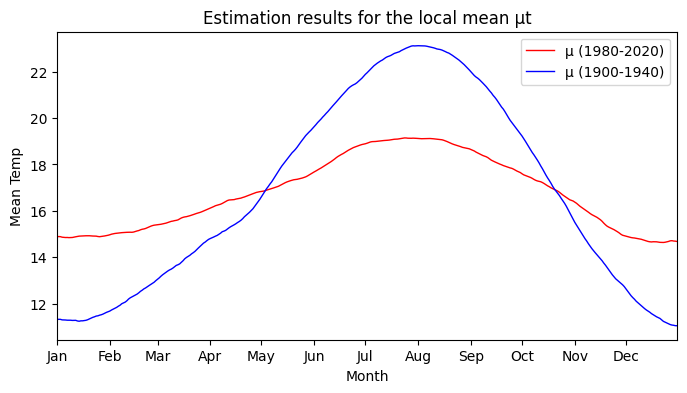 Estimation results for the local mean μt
μ (1980-2020)
μ (1900-1940)
Mean Temp
22
20
18
16
14
12
Jan Feb Mar Apr May Jun Jul Aug Sep Oct Nov Dec
Month